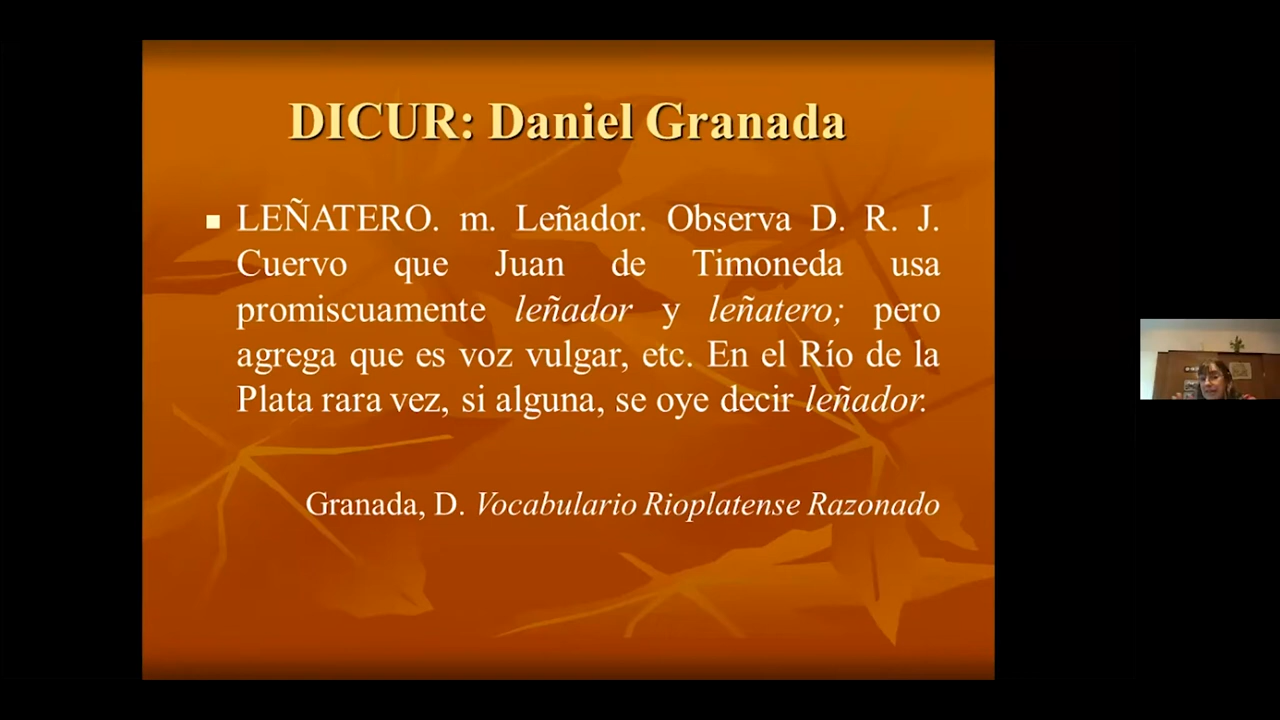 DICUR: Daniel Granada
LEÑATERO. m. Leñador. Observa D. R. J.
Cuervo que Juan de Timoneda usa
promiscuamente leñador y leñatero; pero
agrega que es voz vulgar, etc. En el Río de la
Plata rara vez, si alguna, se oye decir leñador.
Granada, D. Vocabulario Rioplatense Razonado